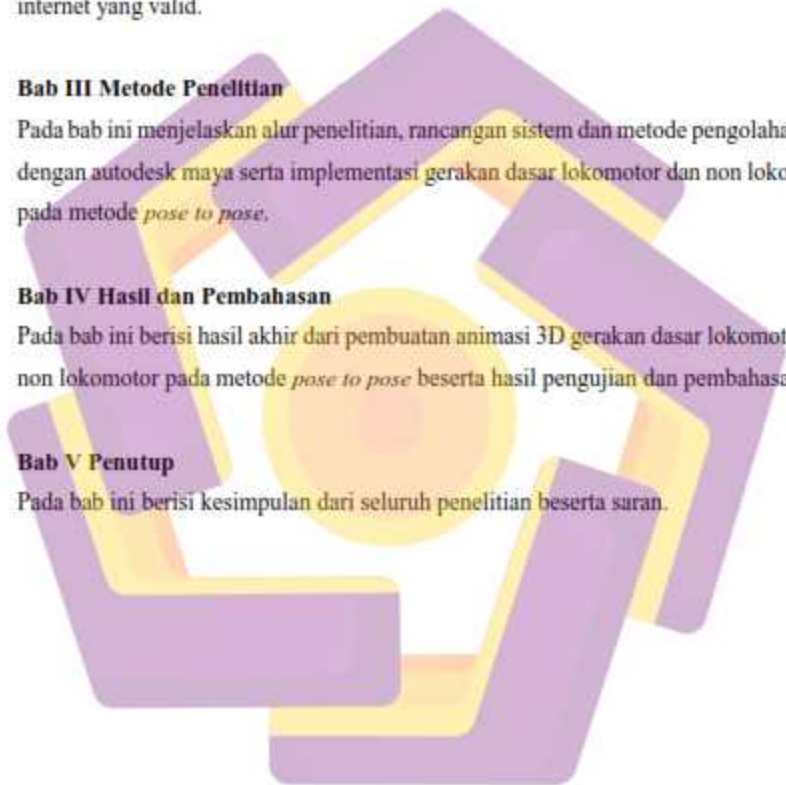 internet yang valid.
Bab III Metode Penelitian
Pada bab ini menjelaskan alur penelitian, rancangan sistem dan metode pengolaha
dengan autodesk maya serta implementasi gerakan dasar lokomotor dan non loko
pada metode pose to pose.
Bab IV Hasil dan Pembahasan
Pada bab ini berisi hasil akhir dari pembuatan animasi 3D gerakan dasar lokomot
non lokomotor pada metode pose to pose beserta hasil pengujian dan pembahasa
Bab V Penutup
Pada bab ini berisi kesimpulan dari seluruh penelitian beserta saran.